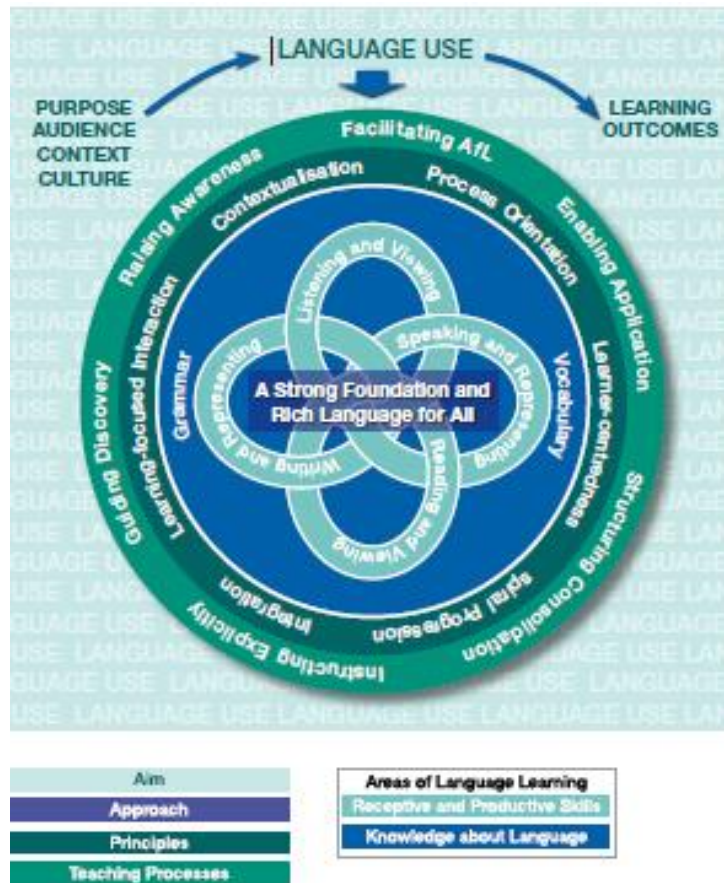 LANGUAGE USE
PURPOSE
AUDIENCE
CONTEXT
CULTURE
LEARNING
OUTCOMES
Facilitating AfL
Enabling Application
Structuring Consolidation
Instructing Explicitly
Guiding Discovery
Raising Awareness
Contextualisation
Process Orientation
Learner-centredness
Spiral Progression
Integration
Learning-focused Interaction
Grammar
Vocabulary
Listening and Viewing
Speaking and Representing
Reading and Viewing
Writing and Representing
A Strong Foundation and
Rich Language for All
Aim
Approach
Principles
Teaching Processes
Areas of Language Learning
Receptive and Productive Skills
Knowledge about Language